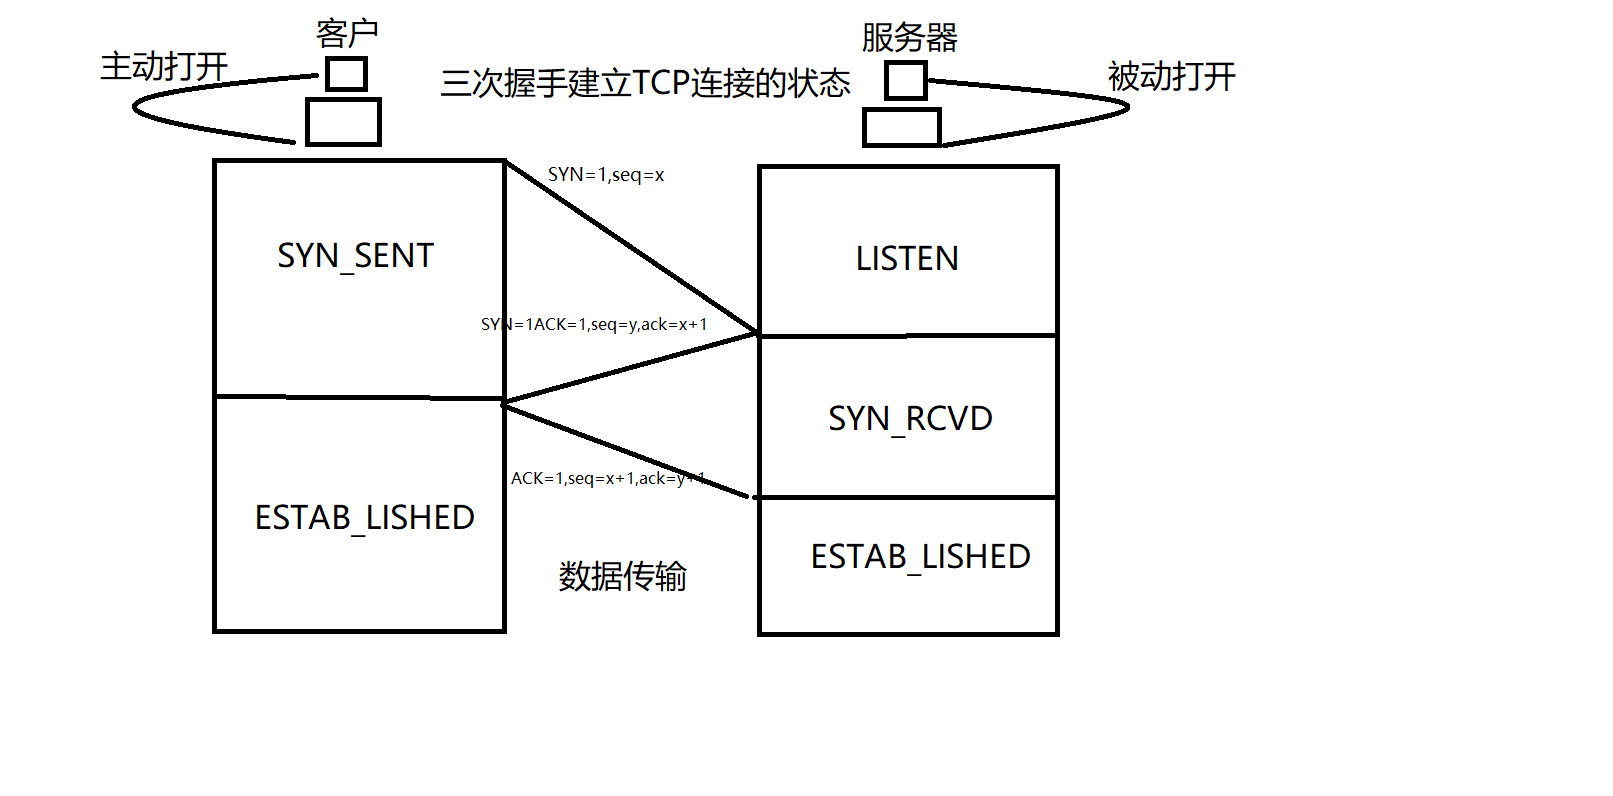 客户
服务器
主动打开
三次握手建立TCP连接的状态
被动打开
SYN=1,seq=x
SYN_SENT
LISTEN
SYN=1ACK=1,seq=y,ack=x+1
SYN_RCVD
ACK=1,seq=x+1,ack=y+1
ESTAB_LISHED
ESTAB_LISHED
数据传输